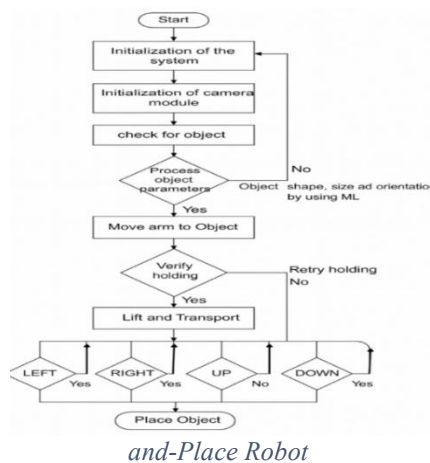 Start
Initialization of the
system
Initialization of camera
module
check for object
Process
object
parameters
No
Object shape, size ad orientatio
by using ML
Yes
Move arm to Object
Verify
holding
Retry holding
No
Yes
Lift and Transport
LEFT
Yes
RIGHT
Yes
UP
No
DOWN
Yes
Place Object
and-Place Robot